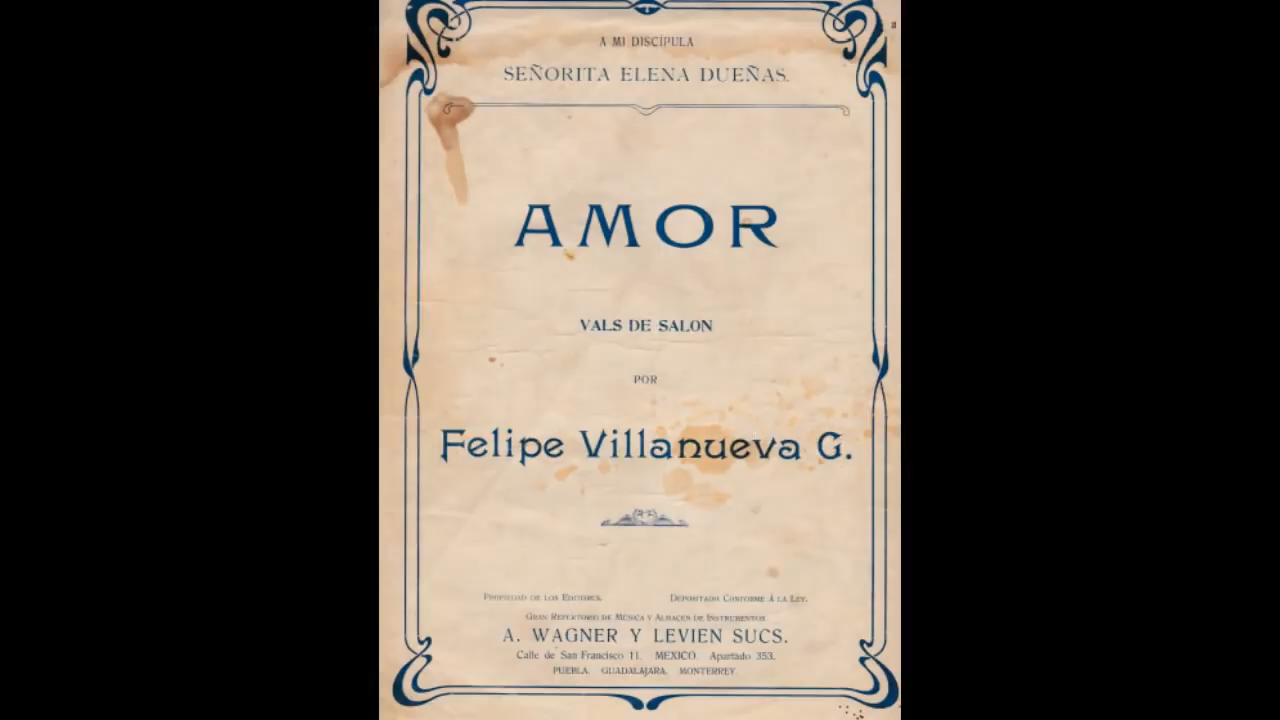 A MI DISCÍPULA
SEÑORITA ELENA DUEÑAS.
AMOR
VALS DE SALON
POR
Felipe Villanueva G.
PROPIEDAD DE LOS EDITORES. DEPOSITADO CONFORME Á LA LEY.
GRAN REPERTORIO DE MÚSICA Y ALMACEN DE INSTRUMENTOS
A. WAGNER Y LEVIEN SUCS.
Calle de San Francisco 11. MEXICO. Apartado 353.
PUEBLA. GUADALAJARA. MONTERREY.